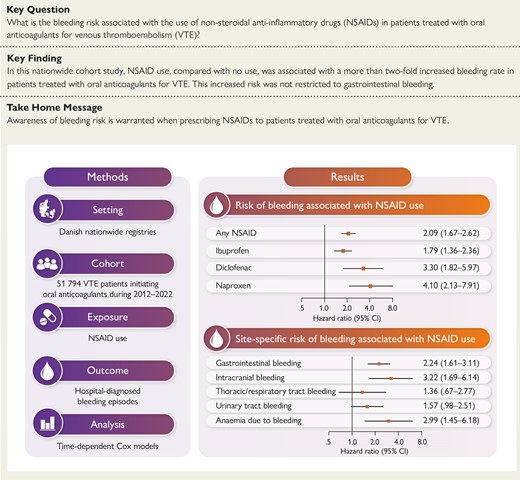 Key Question
What is the bleeding risk associated with the use of non-steroidal anti-inflammatory drugs (NSAIDs) in patients treated with oral
anticoagulants for venous thromboembolism (VTE)?
Key Finding
In this nationwide cohort study, NSAID use, compared with no use, was associated with a more than two-fold increased bleeding rate in
patients treated with oral anticoagulants for VTE. This increased risk was not restricted to gastrointestinal bleeding.
Take Home Message
Awareness of bleeding risk is warranted when prescribing NSAIDs to patients treated with oral anticoagulants for VTE.
Methods
Setting
Danish nationwide registries
Cohort
51 794 VTE patients initiating
oral anticoagulants during 2012–2022
Exposure
NSAID use
Outcome
Hospital-diagnosed
bleeding episodes
Analysis
Time-dependent Cox models
Results
Risk of bleeding associated with NSAID use
Any NSAID 2.09 (1.67–2.62)
Ibuprofen 1.79 (1.36–2.36)
Diclofenac 3.30 (1.82–5.97)
Naproxen 4.10 (2.13–7.91)
.5 1.0 2.0 4.0 8.0
Hazard ratio (95% CI)
Site-specific risk of bleeding associated with NSAID use
Gastrointestinal bleeding 2.24 (1.61–3.11)
Intracranial bleeding 3.22 (1.69–6.14)
Thoracic/respiratory tract bleeding 1.36 (.67–2.77)
Urinary tract bleeding 1.57 (.98–2.51)
Anaemia due to bleeding 2.99 (1.45–6.18)
.5 1.0 2.0 4.0 8.0
Hazard ratio (95% CI)